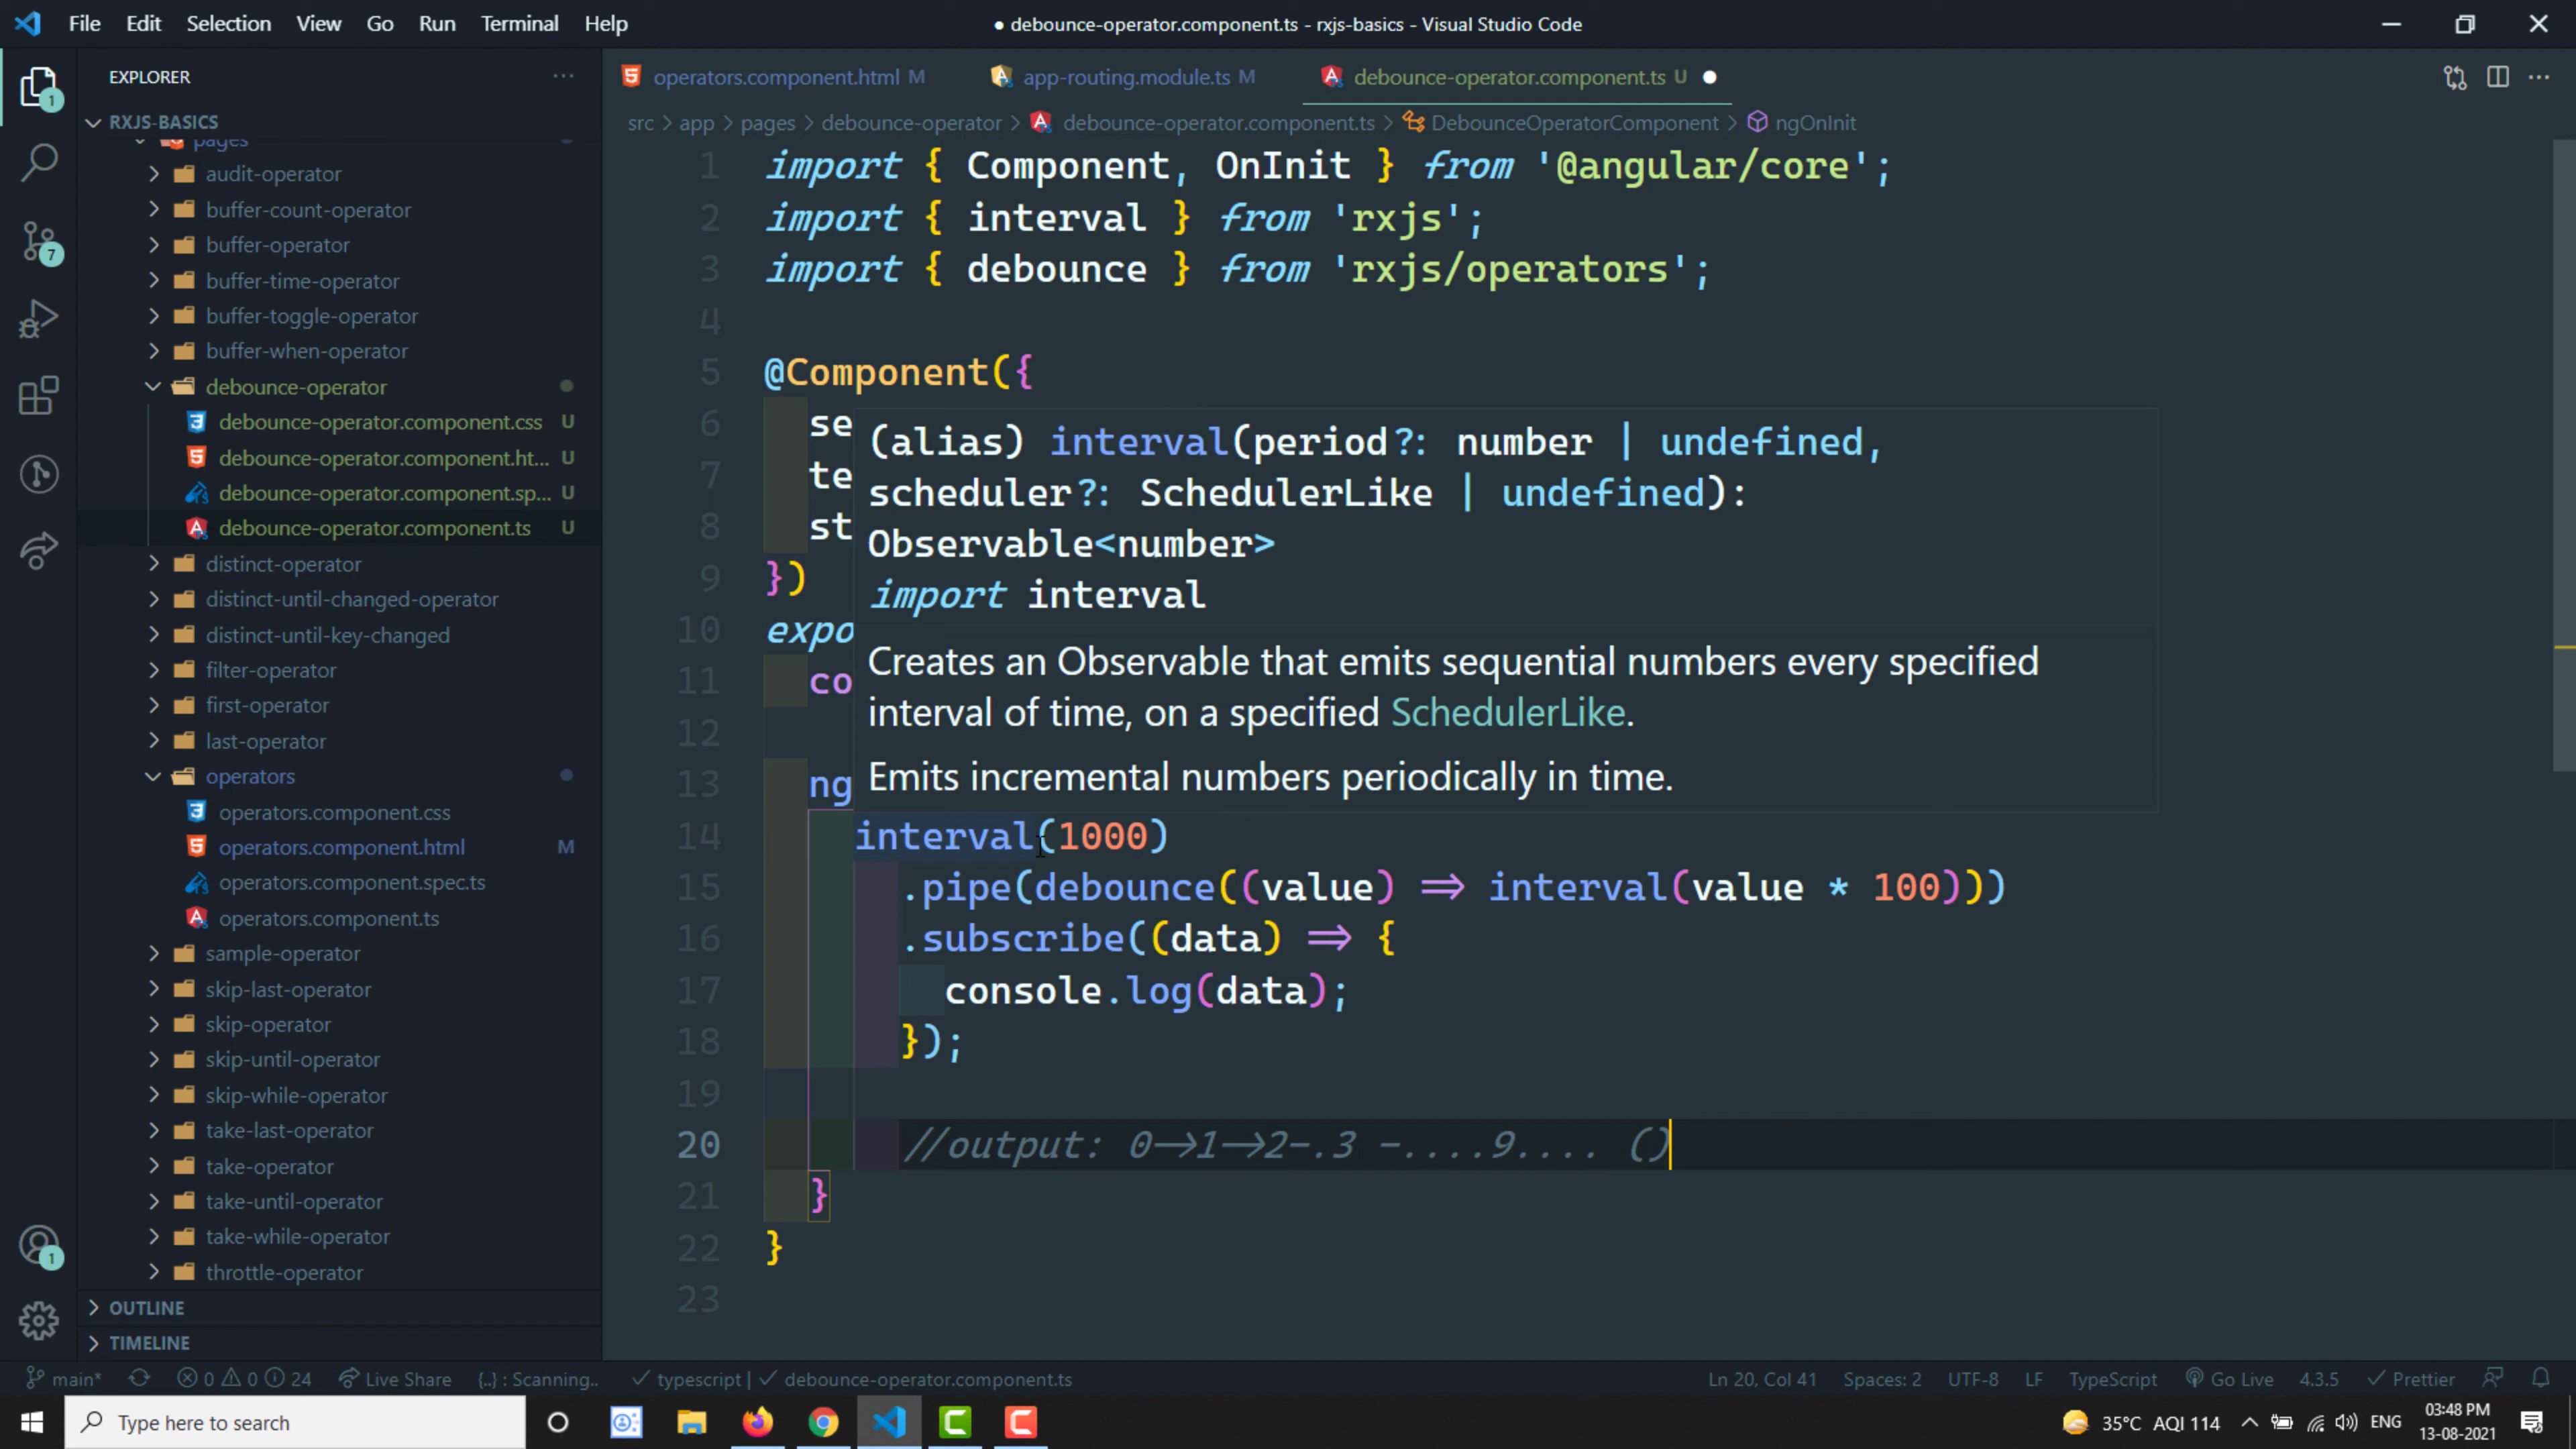 File Edit Selection View Go Run Terminal Help
● debounce-operator.component.ts - rxjs-basics - Visual Studio Code
EXPLORER
RXJS-BASICS
pages
audit-operator
buffer-count-operator
buffer-operator
buffer-time-operator
buffer-toggle-operator
buffer-when-operator
debounce-operator
debounce-operator.component.css U
debounce-operator.component.ht... U
debounce-operator.component.sp... U
debounce-operator.component.ts U
distinct-operator
distinct-until-changed-operator
distinct-until-key-changed
filter-operator
first-operator
last-operator
operators
operators.component.css
operators.component.html M
operators.component.spec.ts
operators.component.ts
sample-operator
skip-last-operator
skip-operator
skip-until-operator
skip-while-operator
take-last-operator
take-operator
take-until-operator
take-while-operator
throttle-operator
OUTLINE
TIMELINE
1
7
1
operators.component.html M app-routing.module.ts M debounce-operator.component.ts U ●
src > app > pages > debounce-operator > debounce-operator.component.ts > DebounceOperatorComponent > ngOnInit
1 import { Component, OnInit } from '@angular/core';
2 import { interval } from 'rxjs';
3 import { debounce } from 'rxjs/operators';
4
5 @Component({
6 se
7 te
8 st
9 })
10 expo
11 co
12
13 ng
(alias) interval(period?: number | undefined,
scheduler?: SchedulerLike | undefined):
Observable<number>
import interval
Creates an Observable that emits sequential numbers every specified
interval of time, on a specified SchedulerLike.
Emits incremental numbers periodically in time.
14 interval(1000)
15 .pipe(debounce((value) => interval(value * 100)))
16 .subscribe((data) => {
17 console.log(data);
18 });
19
20 //output: 0->1->2-.3 -....9.... ()
21 }
22 }
23
main* 0 0 24 Live Share {..} : Scanning.. ✓ typescript | ✓ debounce-operator.component.ts Ln 20, Col 41 Spaces: 2 UTF-8 LF TypeScript Go Live 4.3.5 ✓ Prettier
Type here to search
35°C AQI 114 ENG 03:48 PM
13-08-2021